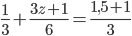 1/3 + (3z+1)/6 = (1,5+1)/3